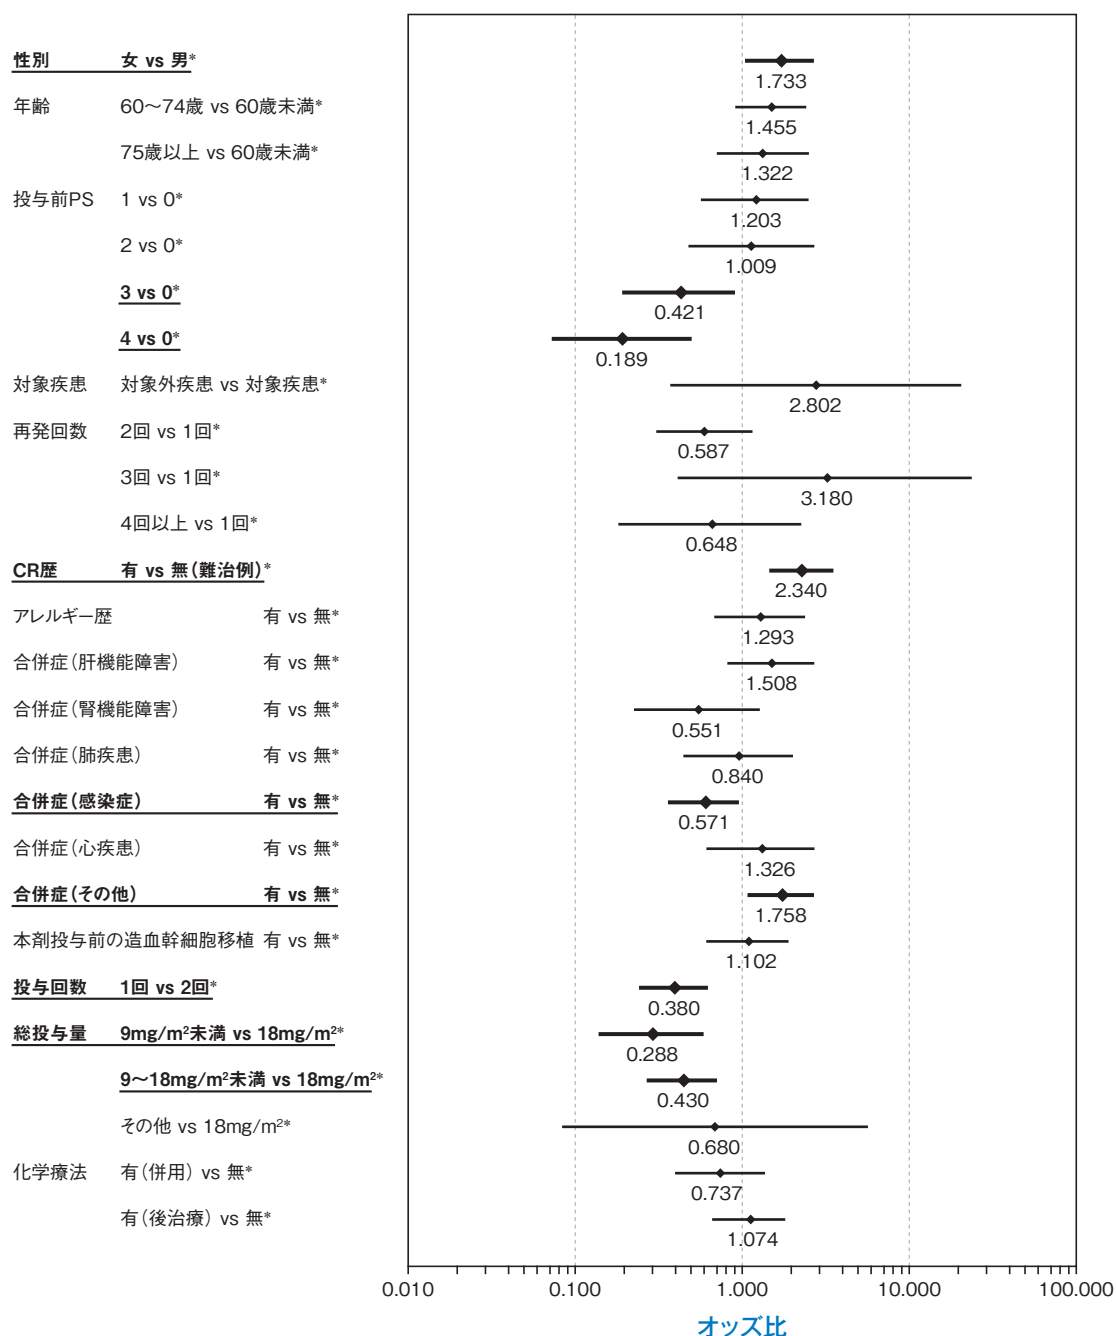 性別 女 vs 男* 1.733
年齢 60〜74歳 vs 60歳未満* 1.455
75歳以上 vs 60歳未満* 1.322
投与前PS 1 vs 0* 1.203
2 vs 0* 1.009
3 vs 0* 0.421
4 vs 0* 0.189
対象疾患 対象外疾患 vs 対象疾患* 2.802
再発回数 2回 vs 1回* 0.587
3回 vs 1回* 3.180
4回以上 vs 1回* 0.648
CR歴 有 vs 無（難治例）* 2.340
アレルギー歴 有 vs 無* 1.293
合併症（肝機能障害） 有 vs 無* 1.508
合併症（腎機能障害） 有 vs 無* 0.551
合併症（肺疾患） 有 vs 無* 0.840
合併症（感染症） 有 vs 無* 0.571
合併症（心疾患） 有 vs 無* 1.326
合併症（その他） 有 vs 無* 1.758
本剤投与前の造血幹細胞移植 有 vs 無* 1.102
投与回数 1回 vs 2回* 0.380
総投与量 9mg/m²未満 vs 18mg/m²* 0.288
9〜18mg/m²未満 vs 18mg/m²* 0.430
その他 vs 18mg/m²* 0.680
化学療法 有（併用） vs 無* 0.737
有（後治療） vs 無* 1.074
0.010 0.100 1.000 10.000 100.000
オッズ比